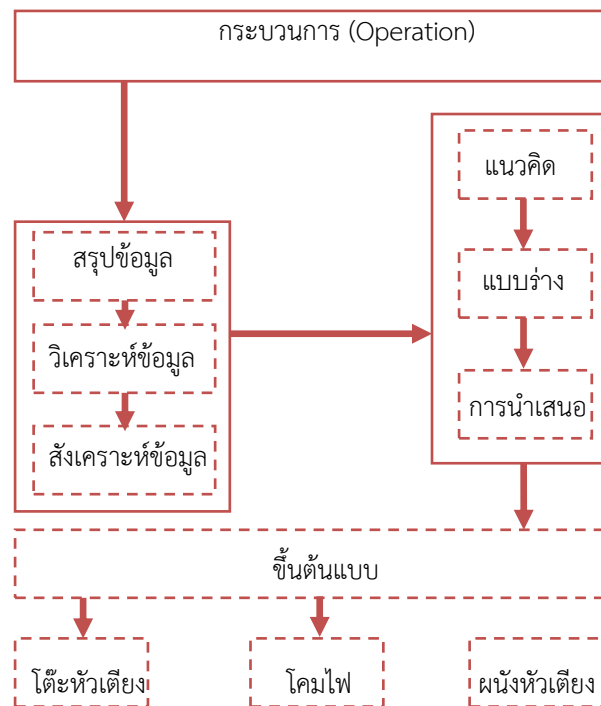 กระบวนการ (Operation)
สรุปข้อมูล
วิเคราะห์ข้อมูล
สังเคราะห์ข้อมูล
แนวคิด
แบบร่าง
การนำเสนอ
ขึ้นต้นแบบ
โต๊ะหัวเตียง
โคมไฟ
ผนังหัวเตียง